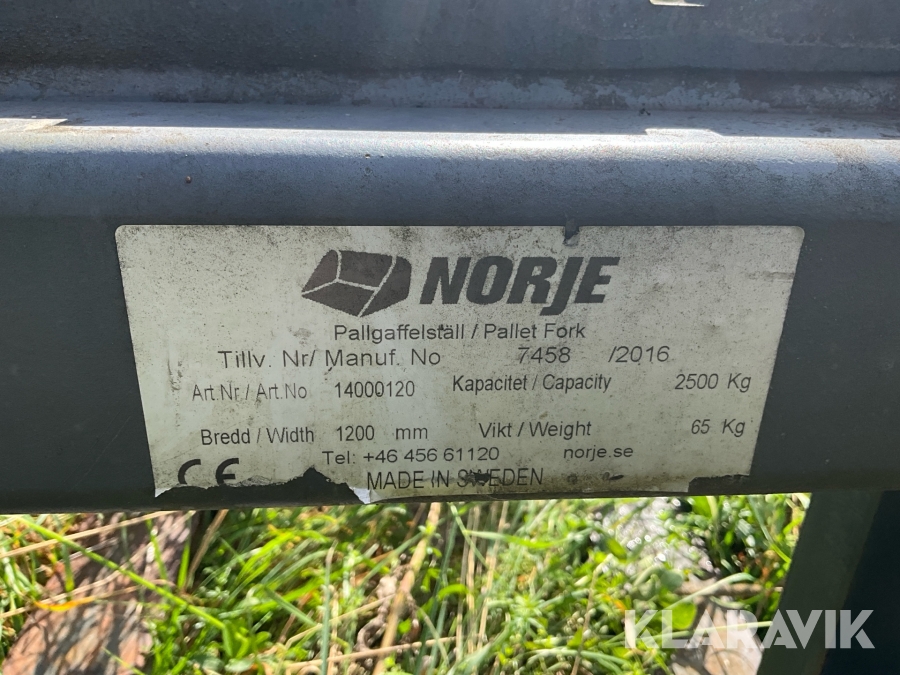 NORJE
Pallgaffelställ / Pallet Fork
Tillv. Nr/ Manuf. No 7458 /2016
Art.Nr / Art.No 14000120 Kapacitet / Capacity 2500 Kg
Bredd / Width 1200 mm Vikt / Weight 65 Kg
Tel: +46 456 61120 norje.se
CE MADE IN SWEDEN
KLARAVIK